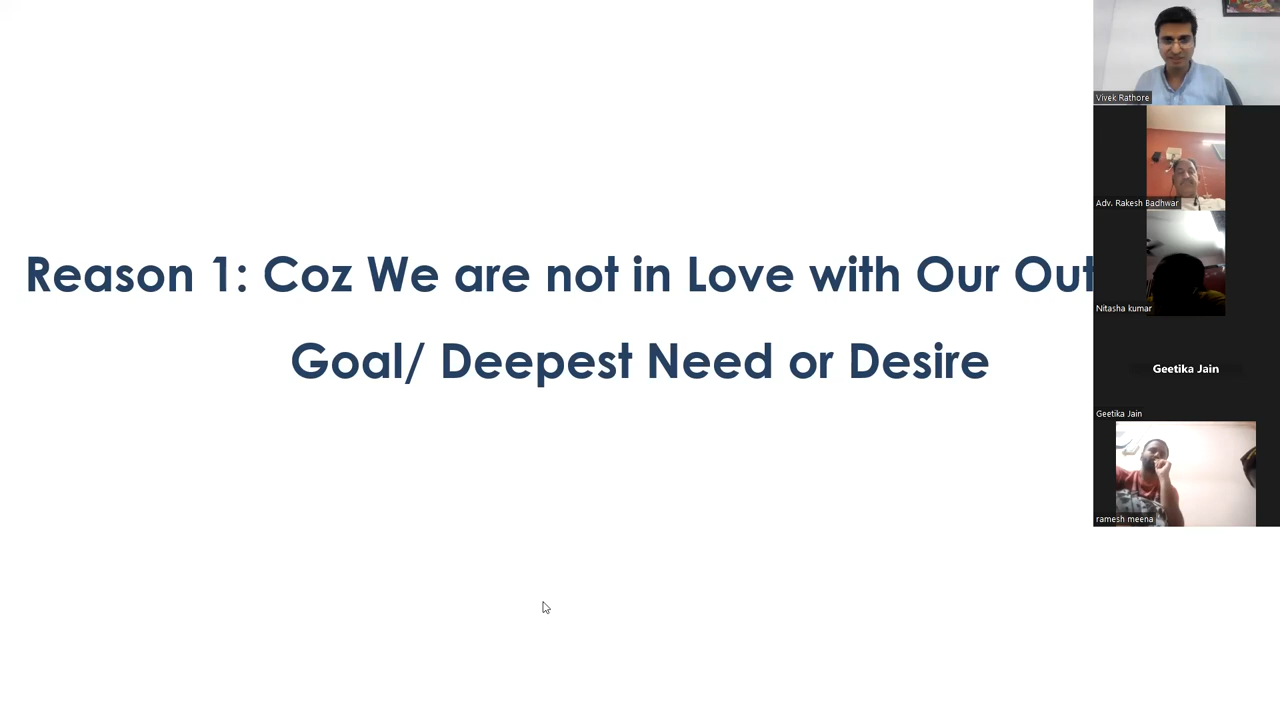 Reason 1: Coz We are not in Love with Our Out
Goal/ Deepest Need or Desire
Vivek Rathore
Adv. Rakesh Badhwar
Nitasha kumar
Geetika Jain
Geetika Jain
ramesh meena